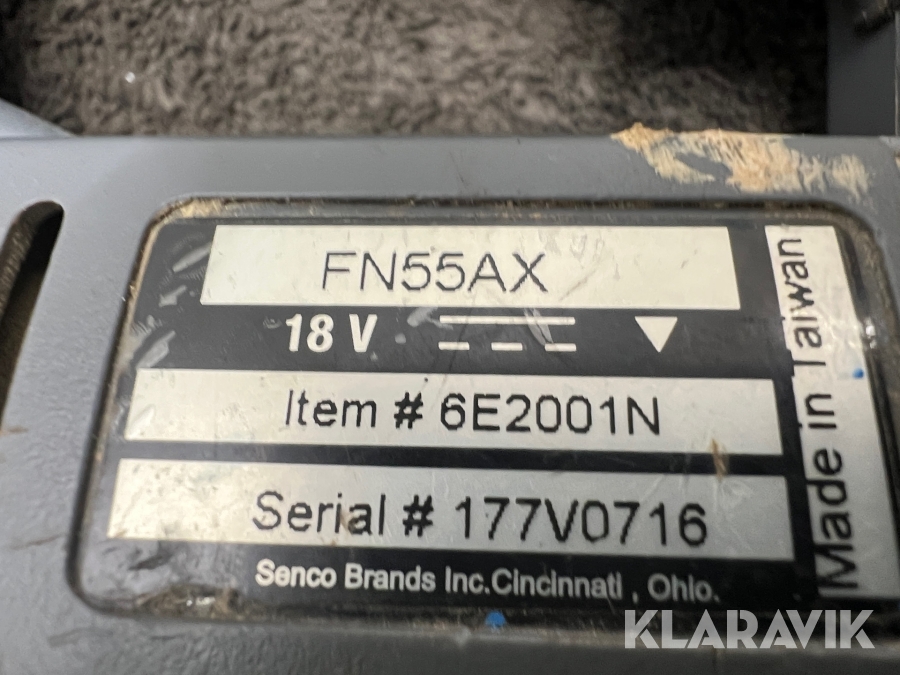 FN55AX
18 V
Item # 6E2001N
Serial # 177V0716
Senco Brands Inc.Cincinnati , Ohio.
Made in Taiwan
KLARAVIK